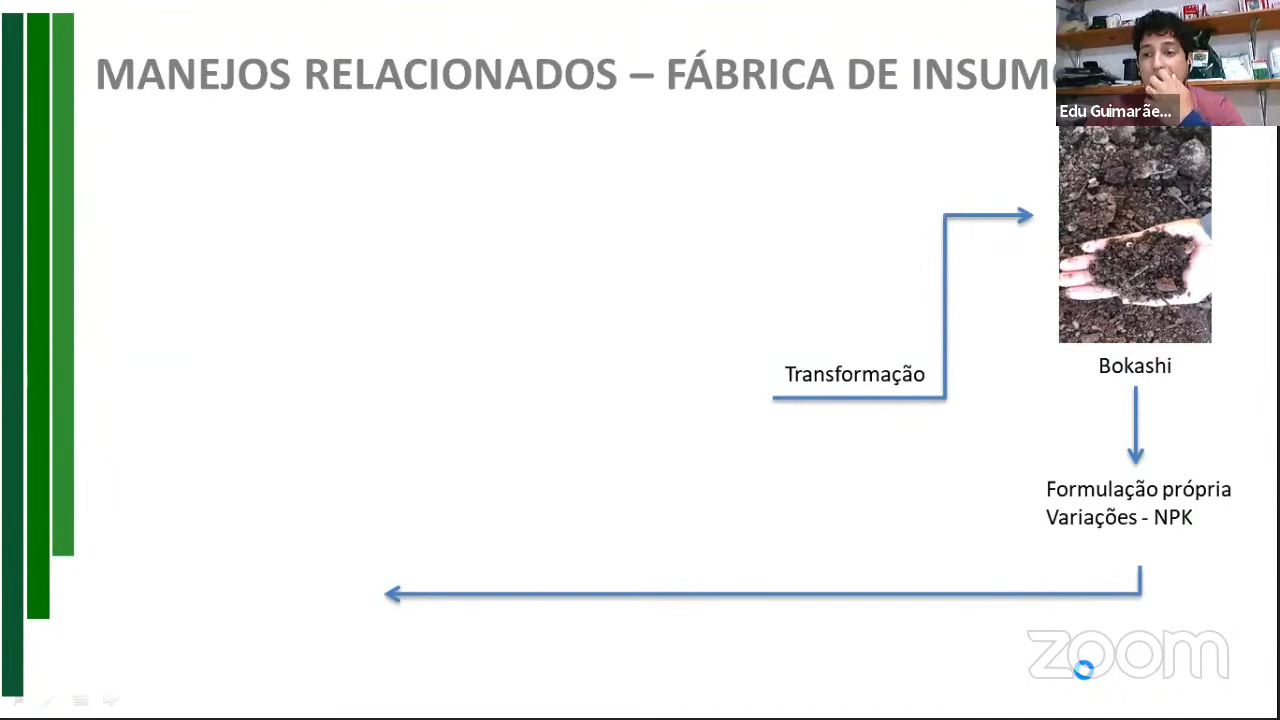 MANEJOS RELACIONADOS – FÁBRICA DE INSUM
Edu Guimarãe...
Transformação
Bokashi
Formulação própria
Variações - NPK
zoom